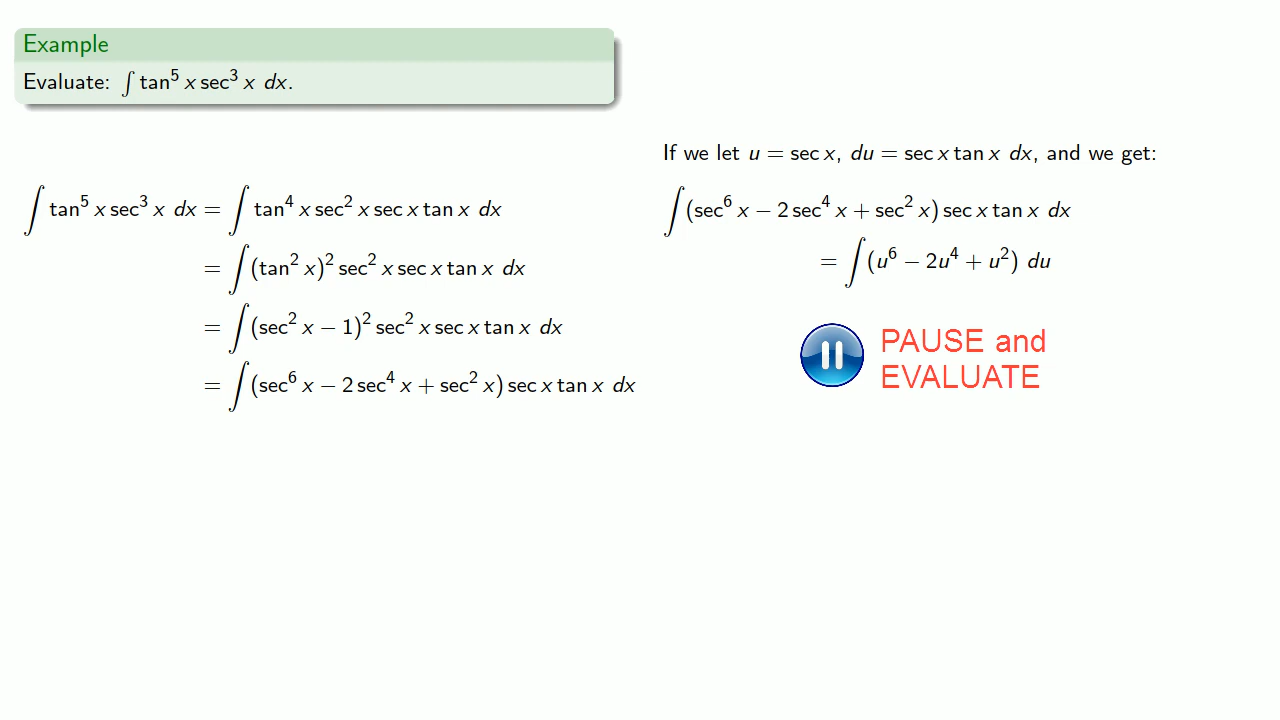 Example
Evaluate: ∫ tan⁵ x sec³ x dx.
∫ tan⁵ x sec³ x dx = ∫ tan⁴ x sec² x sec x tan x dx
= ∫ (tan² x)² sec² x sec x tan x dx
= ∫ (sec² x − 1)² sec² x sec x tan x dx
= ∫ (sec⁶ x − 2 sec⁴ x + sec² x) sec x tan x dx
If we let u = sec x, du = sec x tan x dx, and we get:
∫ (sec⁶ x − 2 sec⁴ x + sec² x) sec x tan x dx
= ∫ (u⁶ − 2u⁴ + u²) du
PAUSE and
EVALUATE